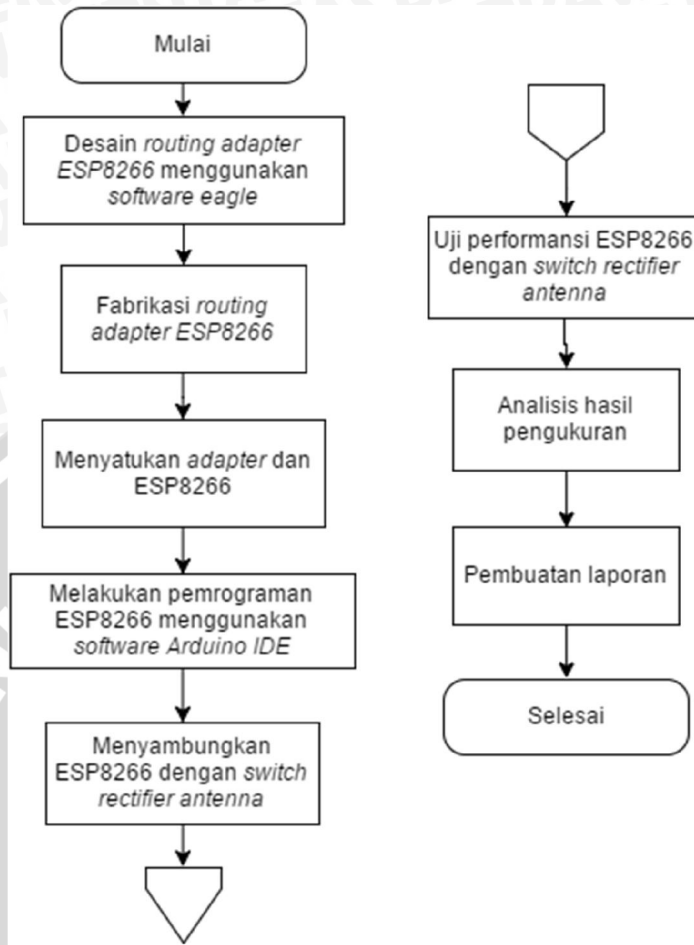 Mulai
Desain routing adapter
ESP8266 menggunakan
software eagle
Fabrikasi routing
adapter ESP8266
Menyatukan adapter dan
ESP8266
Melakukan pemrograman
ESP8266 menggunakan
software Arduino IDE
Menyambungkan
ESP8266 dengan switch
rectifier antenna
Uji performansi ESP8266
dengan switch rectifier
antenna
Analisis hasil
pengukuran
Pembuatan laporan
Selesai